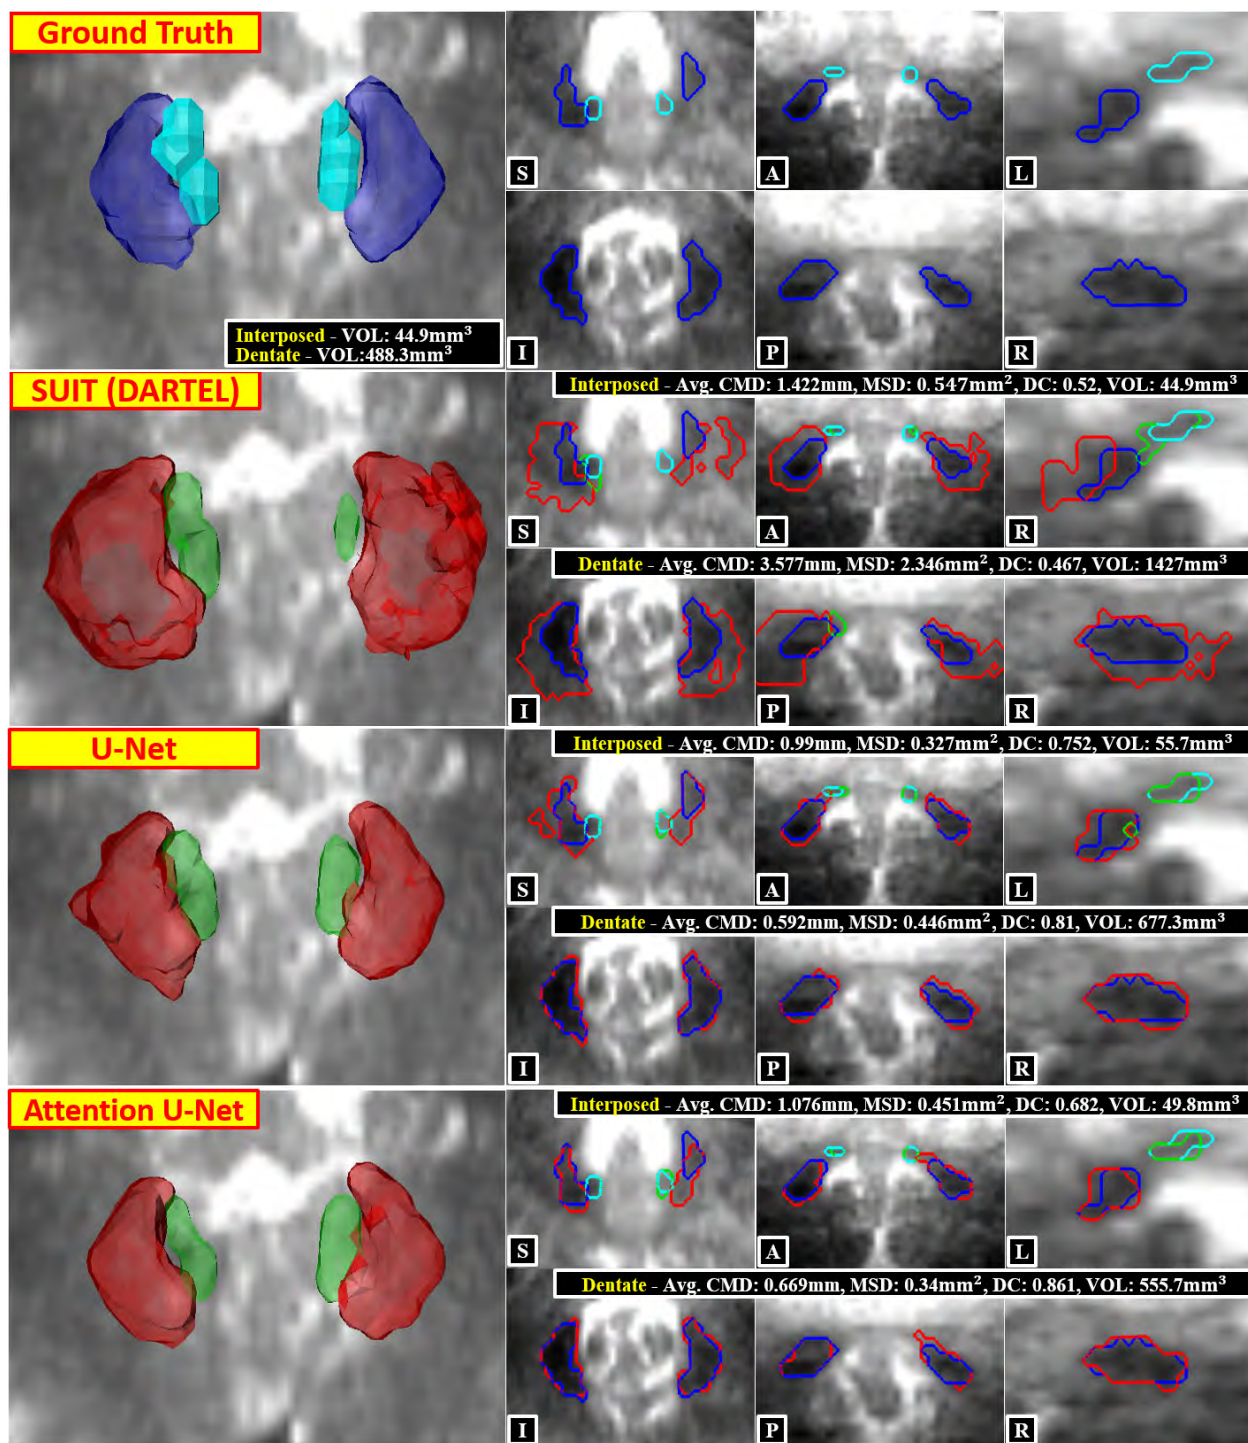 Ground Truth
S
A
L
I
P
R
Interposed - VOL: 44.9mm³
Dentate - VOL:488.3mm³
SUIT (DARTEL)
Interposed - Avg. CMD: 1.422mm, MSD: 0.547mm², DC: 0.52, VOL: 44.9mm³
S
A
R
Dentate - Avg. CMD: 3.577mm, MSD: 2.346mm², DC: 0.467, VOL: 1427mm³
I
P
R
U-Net
Interposed - Avg. CMD: 0.99mm, MSD: 0.327mm², DC: 0.752, VOL: 55.7mm³
S
A
L
Dentate - Avg. CMD: 0.592mm, MSD: 0.446mm², DC: 0.81, VOL: 677.3mm³
I
P
R
Attention U-Net
Interposed - Avg. CMD: 1.076mm, MSD: 0.451mm², DC: 0.682, VOL: 49.8mm³
S
A
L
Dentate - Avg. CMD: 0.669mm, MSD: 0.34mm², DC: 0.861, VOL: 555.7mm³
I
P
R